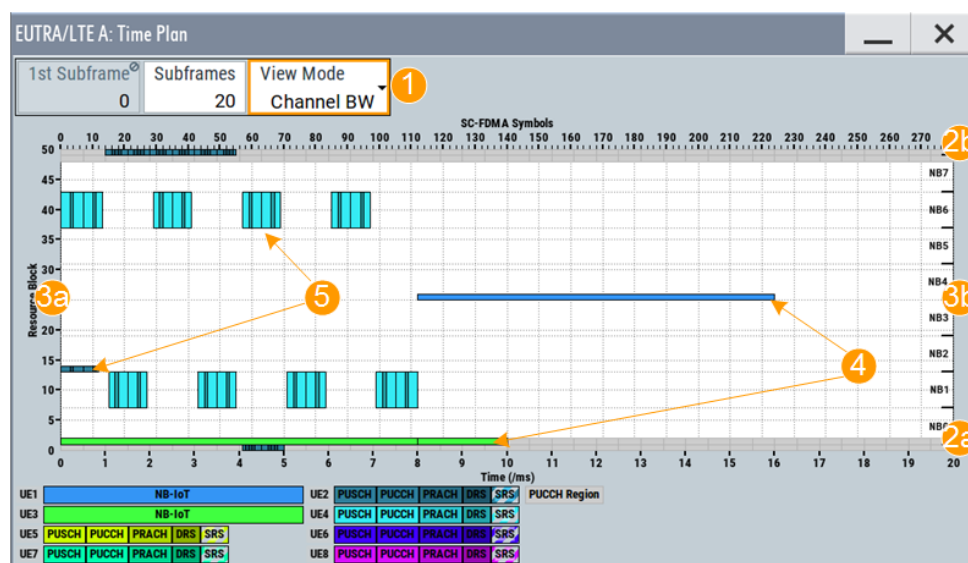 EUTRA/LTE A: Time Plan
1st Subframe Subframes View Mode
0 20 Channel BW
1
SC-FDMA Symbols
0 10 20 30 40 50 60 70 80 90 100 110 120 130 140 150 160 170 180 190 200 210 220 230 240 250 260 270
2b
50
NB7
45
40 NB6
35 NB5
30 NB4
5
3a Resource Block 3b
NB3
20
NB2
15
4
10 NB1
5
2a
0
0 1 2 3 4 5 6 7 8 9 10 11 12 13 14 15 16 17 18 19 20
Time (/ms)
UE1 NB-IoT UE2 PUSCH PUCCH PRACH DRS SRS PUCCH Region
UE3 NB-IoT UE4 PUSCH PUCCH PRACH DRS SRS
UE5 PUSCH PUCCH PRACH DRS SRS UE6 PUSCH PUCCH PRACH DRS SRS
UE7 PUSCH PUCCH PRACH DRS SRS UE8 PUSCH PUCCH PRACH DRS SRS